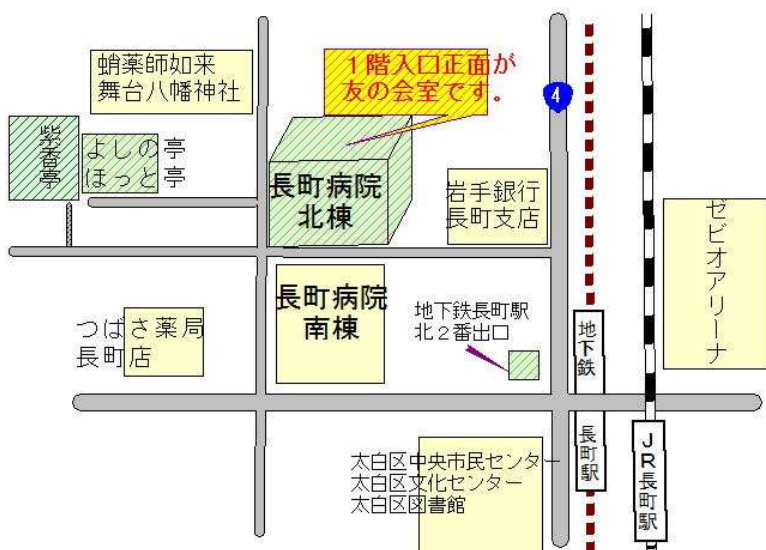 蛸薬師如来
舞台八幡神社
1階入口正面が
友の会室です。
4
紫香亭
よしの亭
ほっと亭
長町病院
北棟
岩手銀行
長町支店
ゼビオアリーナ
つばさ薬局
長町店
長町病院
南棟
地下鉄長町駅
北2番出口
地下鉄 長町駅
JR長町駅
太白区中央市民センター
太白区文化センター
太白区図書館